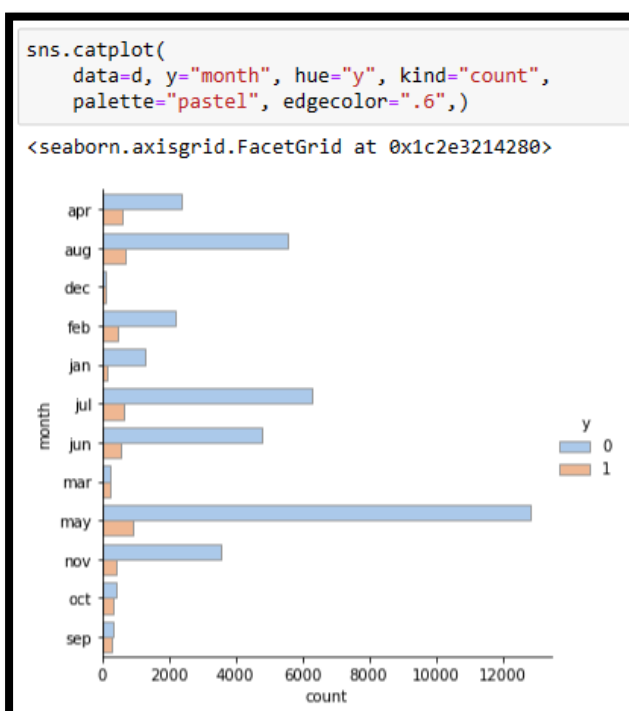 sns.catplot(
    data=d, y="month", hue="y", kind="count",
    palette="pastel", edgecolor=".6",)
<seaborn.axisgrid.FacetGrid at 0x1c2e3214280>
apr
aug
dec
feb
jan
jul
jun
mar
may
nov
oct
sep
month
y
0
1
0 2000 4000 6000 8000 10000 12000
count